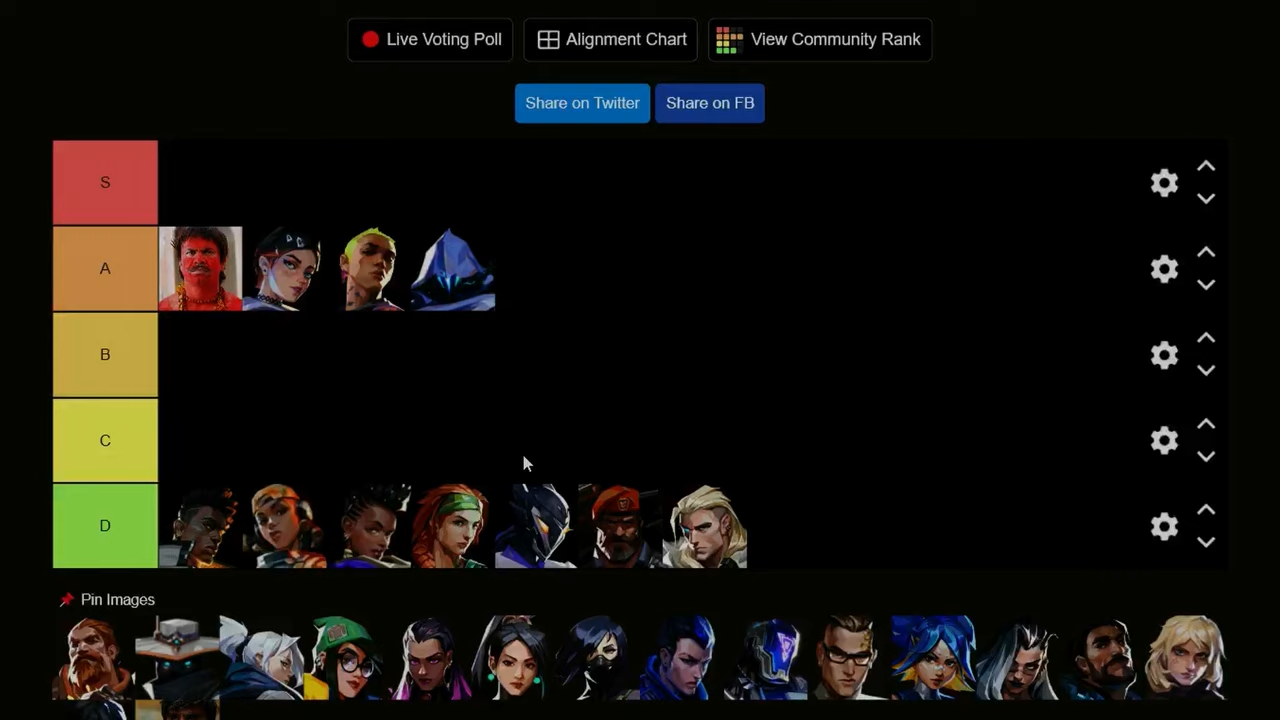 Live Voting Poll
Alignment Chart
View Community Rank
Share on Twitter
Share on FB
S
A
B
C
D
Pin Images